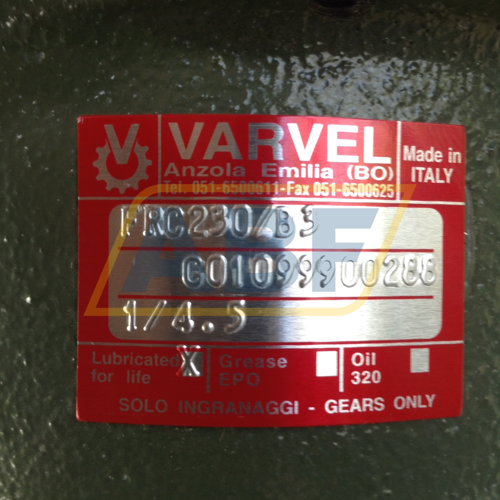 V VARVEL
Anzola Emilia (BO)
Tel. 051-6500611-Fax 051-6500625
Made in
ITALY
FRC230/B3
C01099900288
1/4.5
Lubricated X Grease Oil
for life EPO 320
SOLO INGRANAGGI - GEARS ONLY